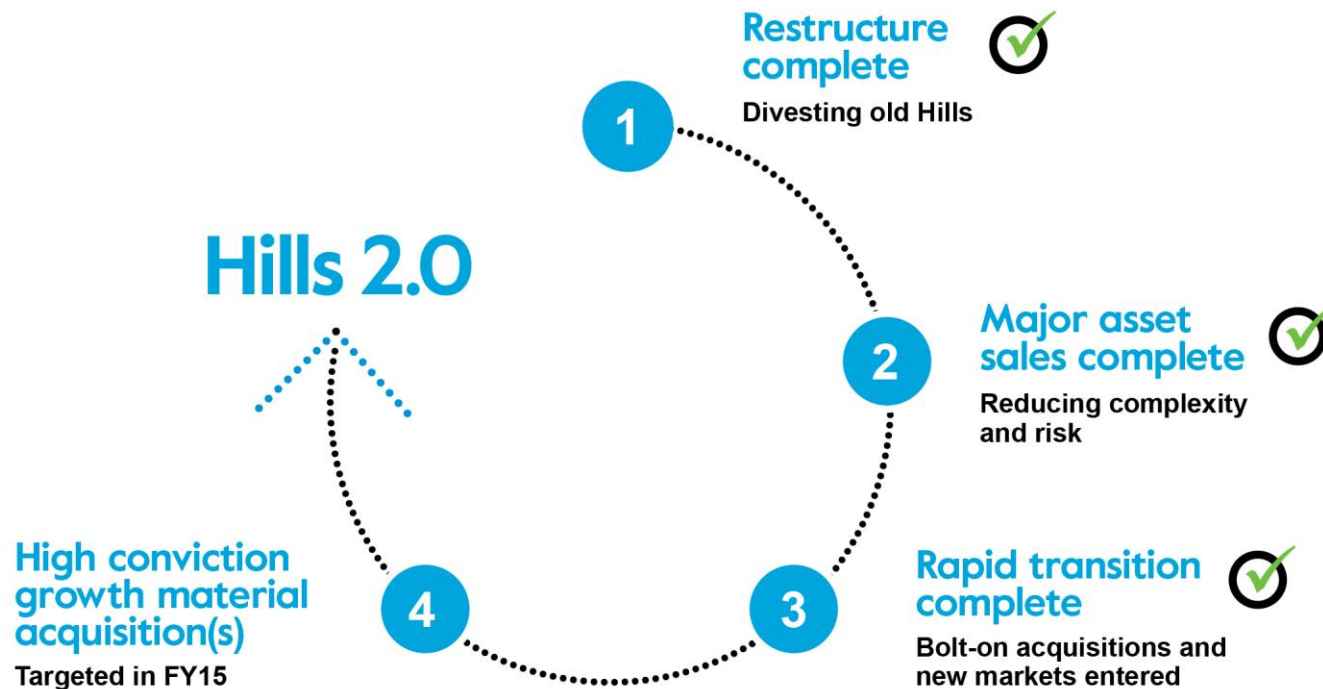 1
Restructure
complete
Divesting old Hills
Hills 2.0
2
Major asset
sales complete
Reducing complexity
and risk
3
Rapid transition
complete
Bolt-on acquisitions and
new markets entered
4
High conviction
growth material
acquisition(s)
Targeted in FY15